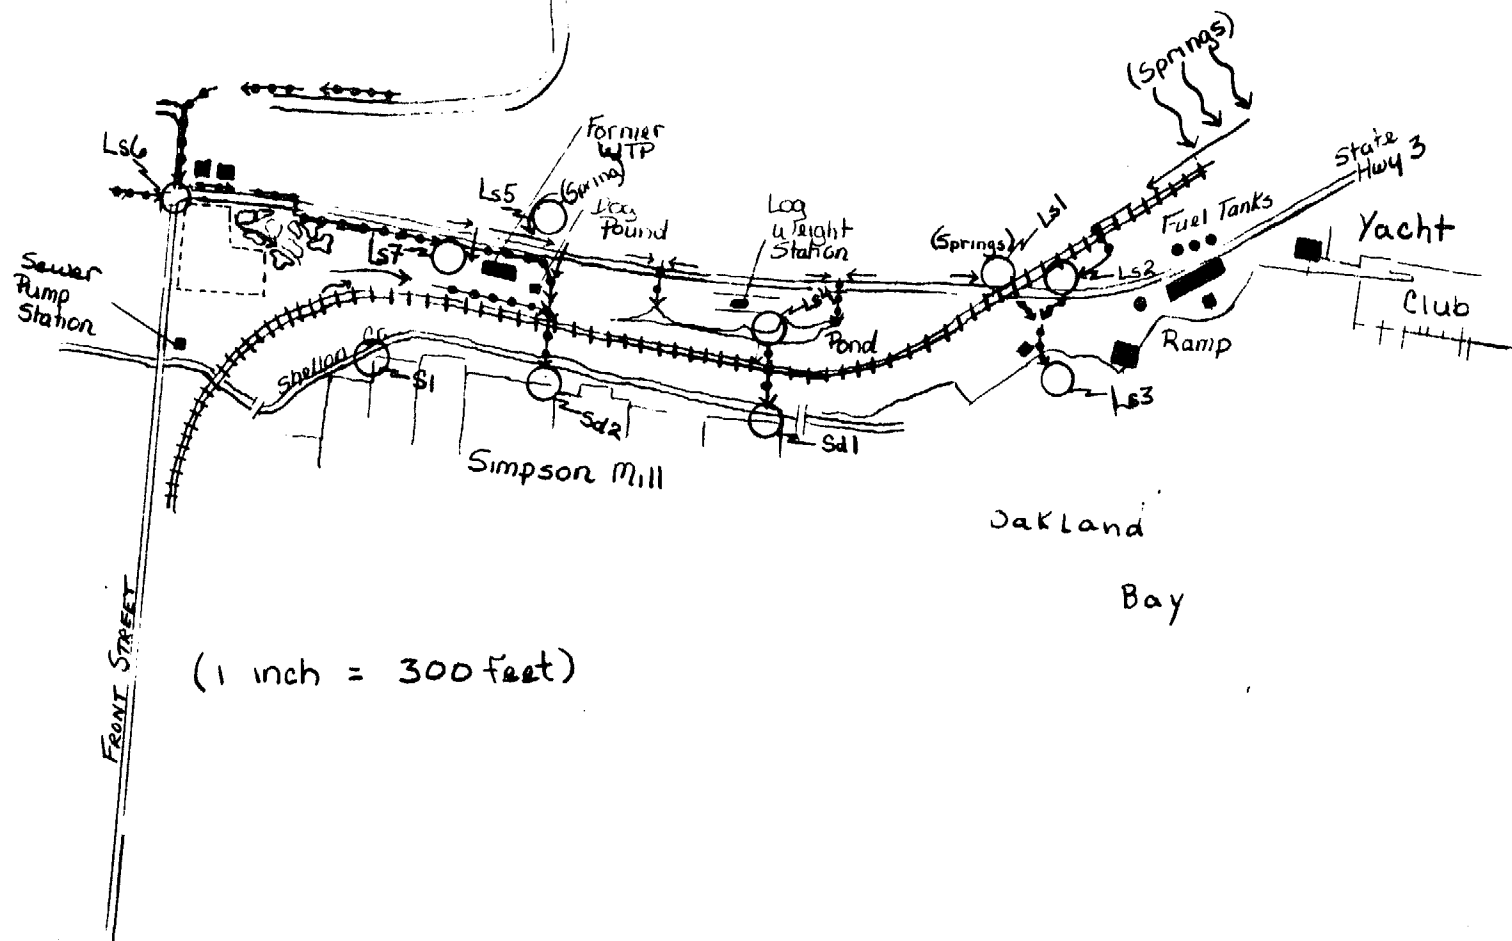 (Springs)
State
Hwy 3
Former
WTP
Ls6
Ls5
(Spring)
Dog
Pound
Log
Weight
Station
Ls1
(Springs)
Fuel Tanks
Yacht
Club
Ls7
Ls2
Sewer
Pump
Station
Ls4
Pond
Ramp
Shelton Cr.
S1
Sd2
Sd1
Ls3
Simpson Mill
Oakland
Bay
FRONT STREET
(1 inch = 300 feet)